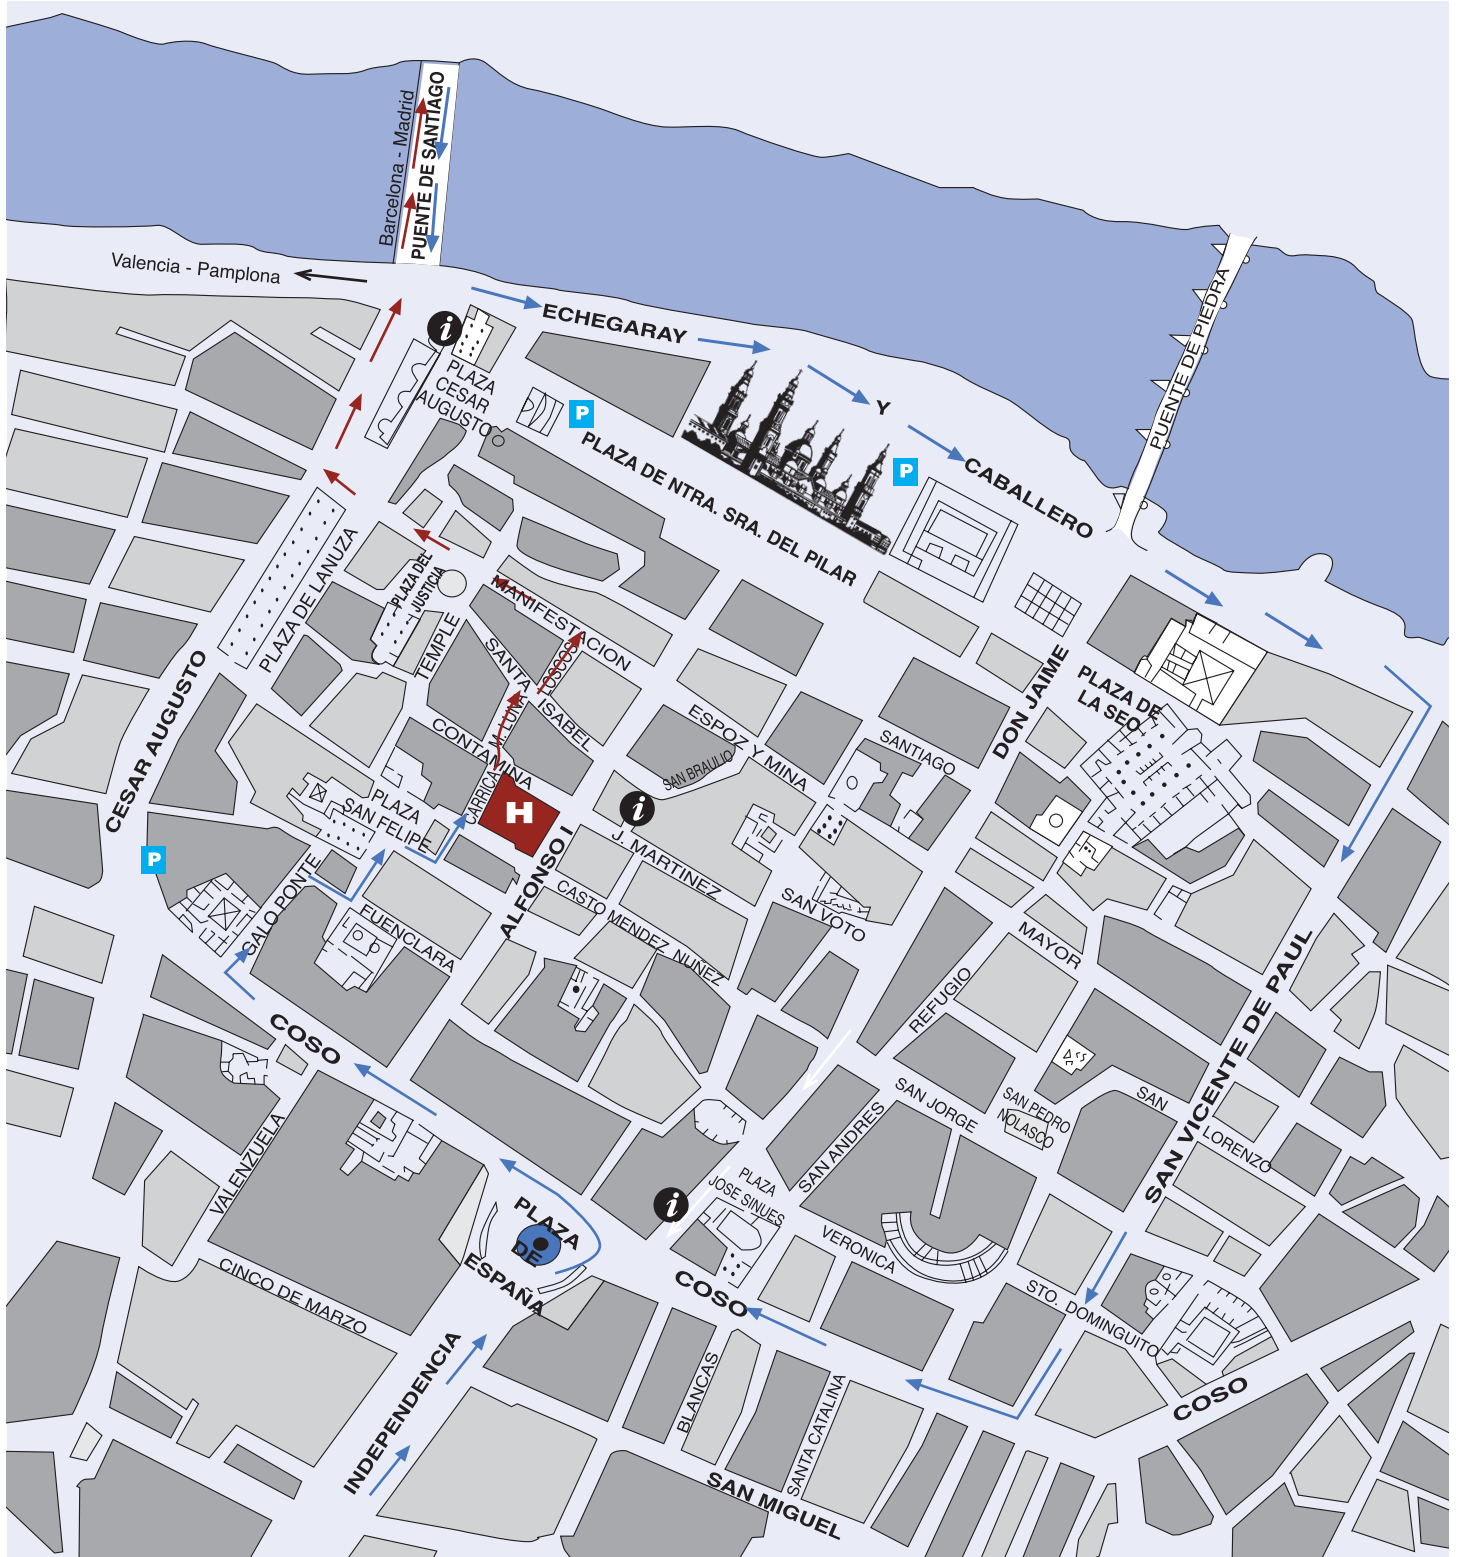 Barcelona - Madrid
PUENTE DE SANTIAGO
Valencia - Pamplona
PUENTE DE PIEDRA
i
ECHEGARAY
Y
CABALLERO
PLAZA
CESAR
AUGUSTO
P
P
PLAZA DE NTRA. SRA. DEL PILAR
PLAZA DE LANUZA
PLAZA DEL
JUSTICIA
MANIFESTACION
TEMPLE
SANTA
ISABEL
LOSCOS
M. LUNA
CESAR AUGUSTO
CONTAMINA
CARRICA
H
ESPOZ Y MINA
SAN BRAULIO
SANTIAGO
DON JAIME
PLAZA DE
LA SEO
PLAZA
SAN FELIPE
i
J. MARTINEZ
ALFONSO I
P
GALO PONTE
FUENCLARA
CASTO MENDEZ NUÑEZ
SAN VOTO
MAYOR
REFUGIO
SAN VICENTE DE PAUL
COSO
SAN JORGE
SAN PEDRO
NOLASCO
SAN
LORENZO
SAN ANDRES
VALENZUELA
PLAZA
JOSE SINUES
i
PLAZA
DE
ESPAÑA
VERONICA
CINCO DE MARZO
COSO
STO. DOMINGUITO
COSO
INDEPENDENCIA
BLANCAS
SANTA CATALINA
SAN MIGUEL